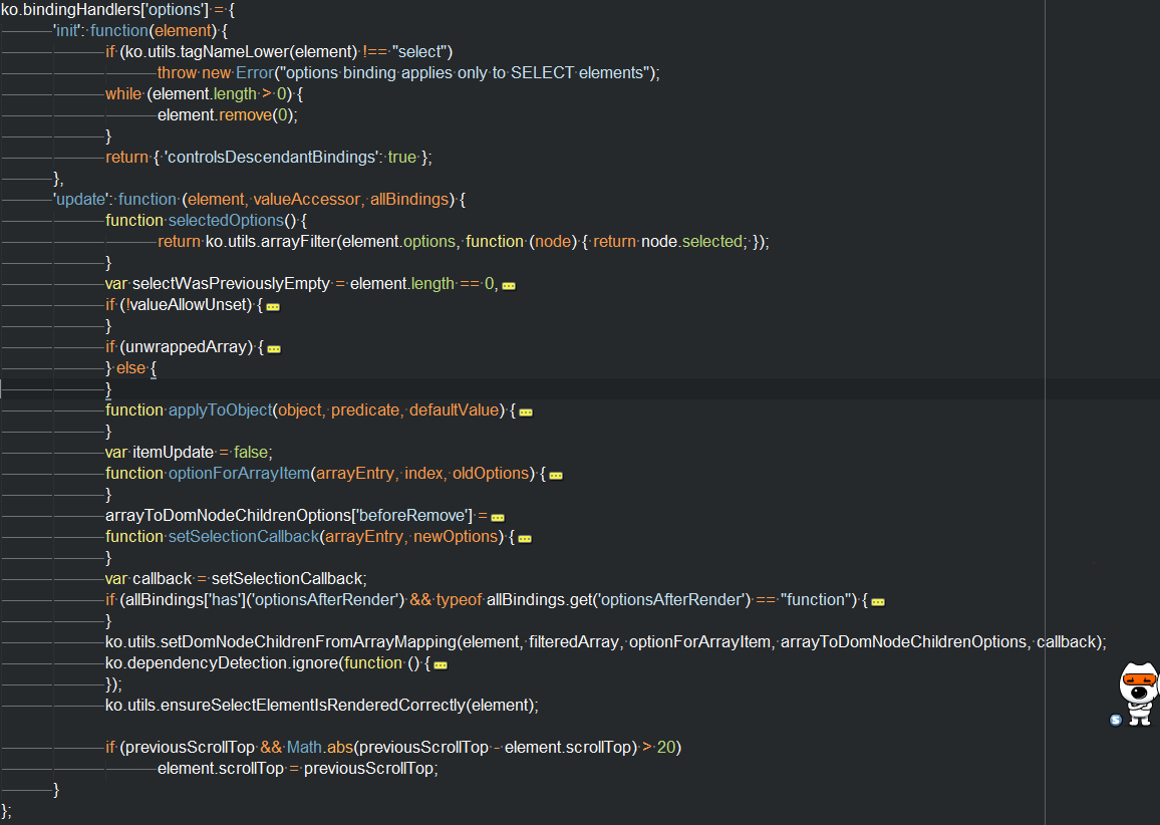 ko.bindingHandlers['options'] = {
'init': function(element) {
if (ko.utils.tagNameLower(element) !== "select")
throw new Error("options binding applies only to SELECT elements");
while (element.length > 0) {
element.remove(0);
}
return { 'controlsDescendantBindings': true };
},
'update': function (element, valueAccessor, allBindings) {
function selectedOptions() {
return ko.utils.arrayFilter(element.options, function (node) { return node.selected; });
}
var selectWasPreviouslyEmpty = element.length == 0,
if (!valueAllowUnset) {
}
if (unwrappedArray) {
} else {
}
function applyToObject(object, predicate, defaultValue) {
}
var itemUpdate = false;
function optionForArrayItem(arrayEntry, index, oldOptions) {
}
arrayToDomNodeChildrenOptions['beforeRemove'] =
function setSelectionCallback(arrayEntry, newOptions) {
}
var callback = setSelectionCallback;
if (allBindings['has']('optionsAfterRender') && typeof allBindings.get('optionsAfterRender') == "function") {
}
ko.utils.setDomNodeChildrenFromArrayMapping(element, filteredArray, optionForArrayItem, arrayToDomNodeChildrenOptions, callback);
ko.dependencyDetection.ignore(function () {
});
ko.utils.ensureSelectElementIsRenderedCorrectly(element);
if (previousScrollTop && Math.abs(previousScrollTop - element.scrollTop) > 20)
element.scrollTop = previousScrollTop;
}
};